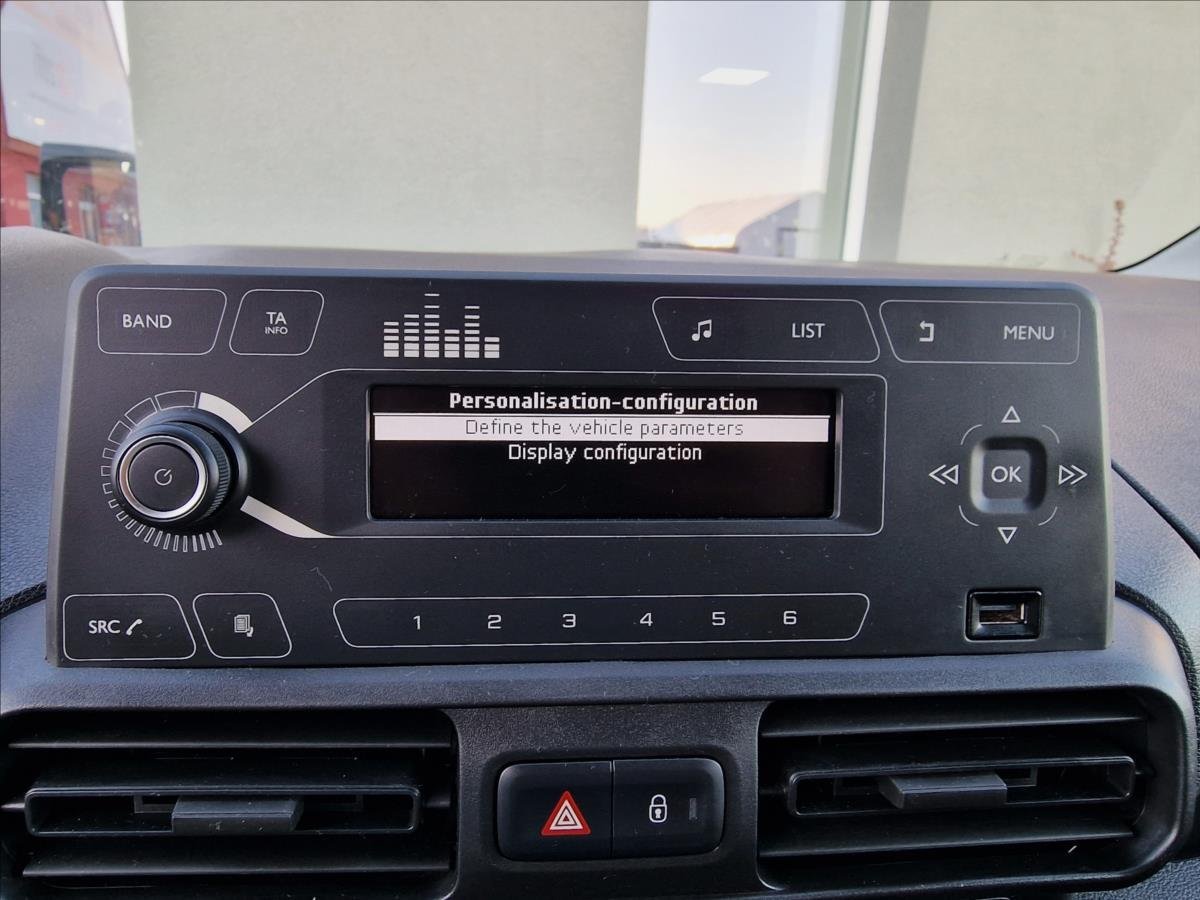 BAND
TA
INFO
LIST
MENU
Personalisation-configuration
Define the vehicle parameters
Display configuration
OK
SRC
1 2 3 4 5 6